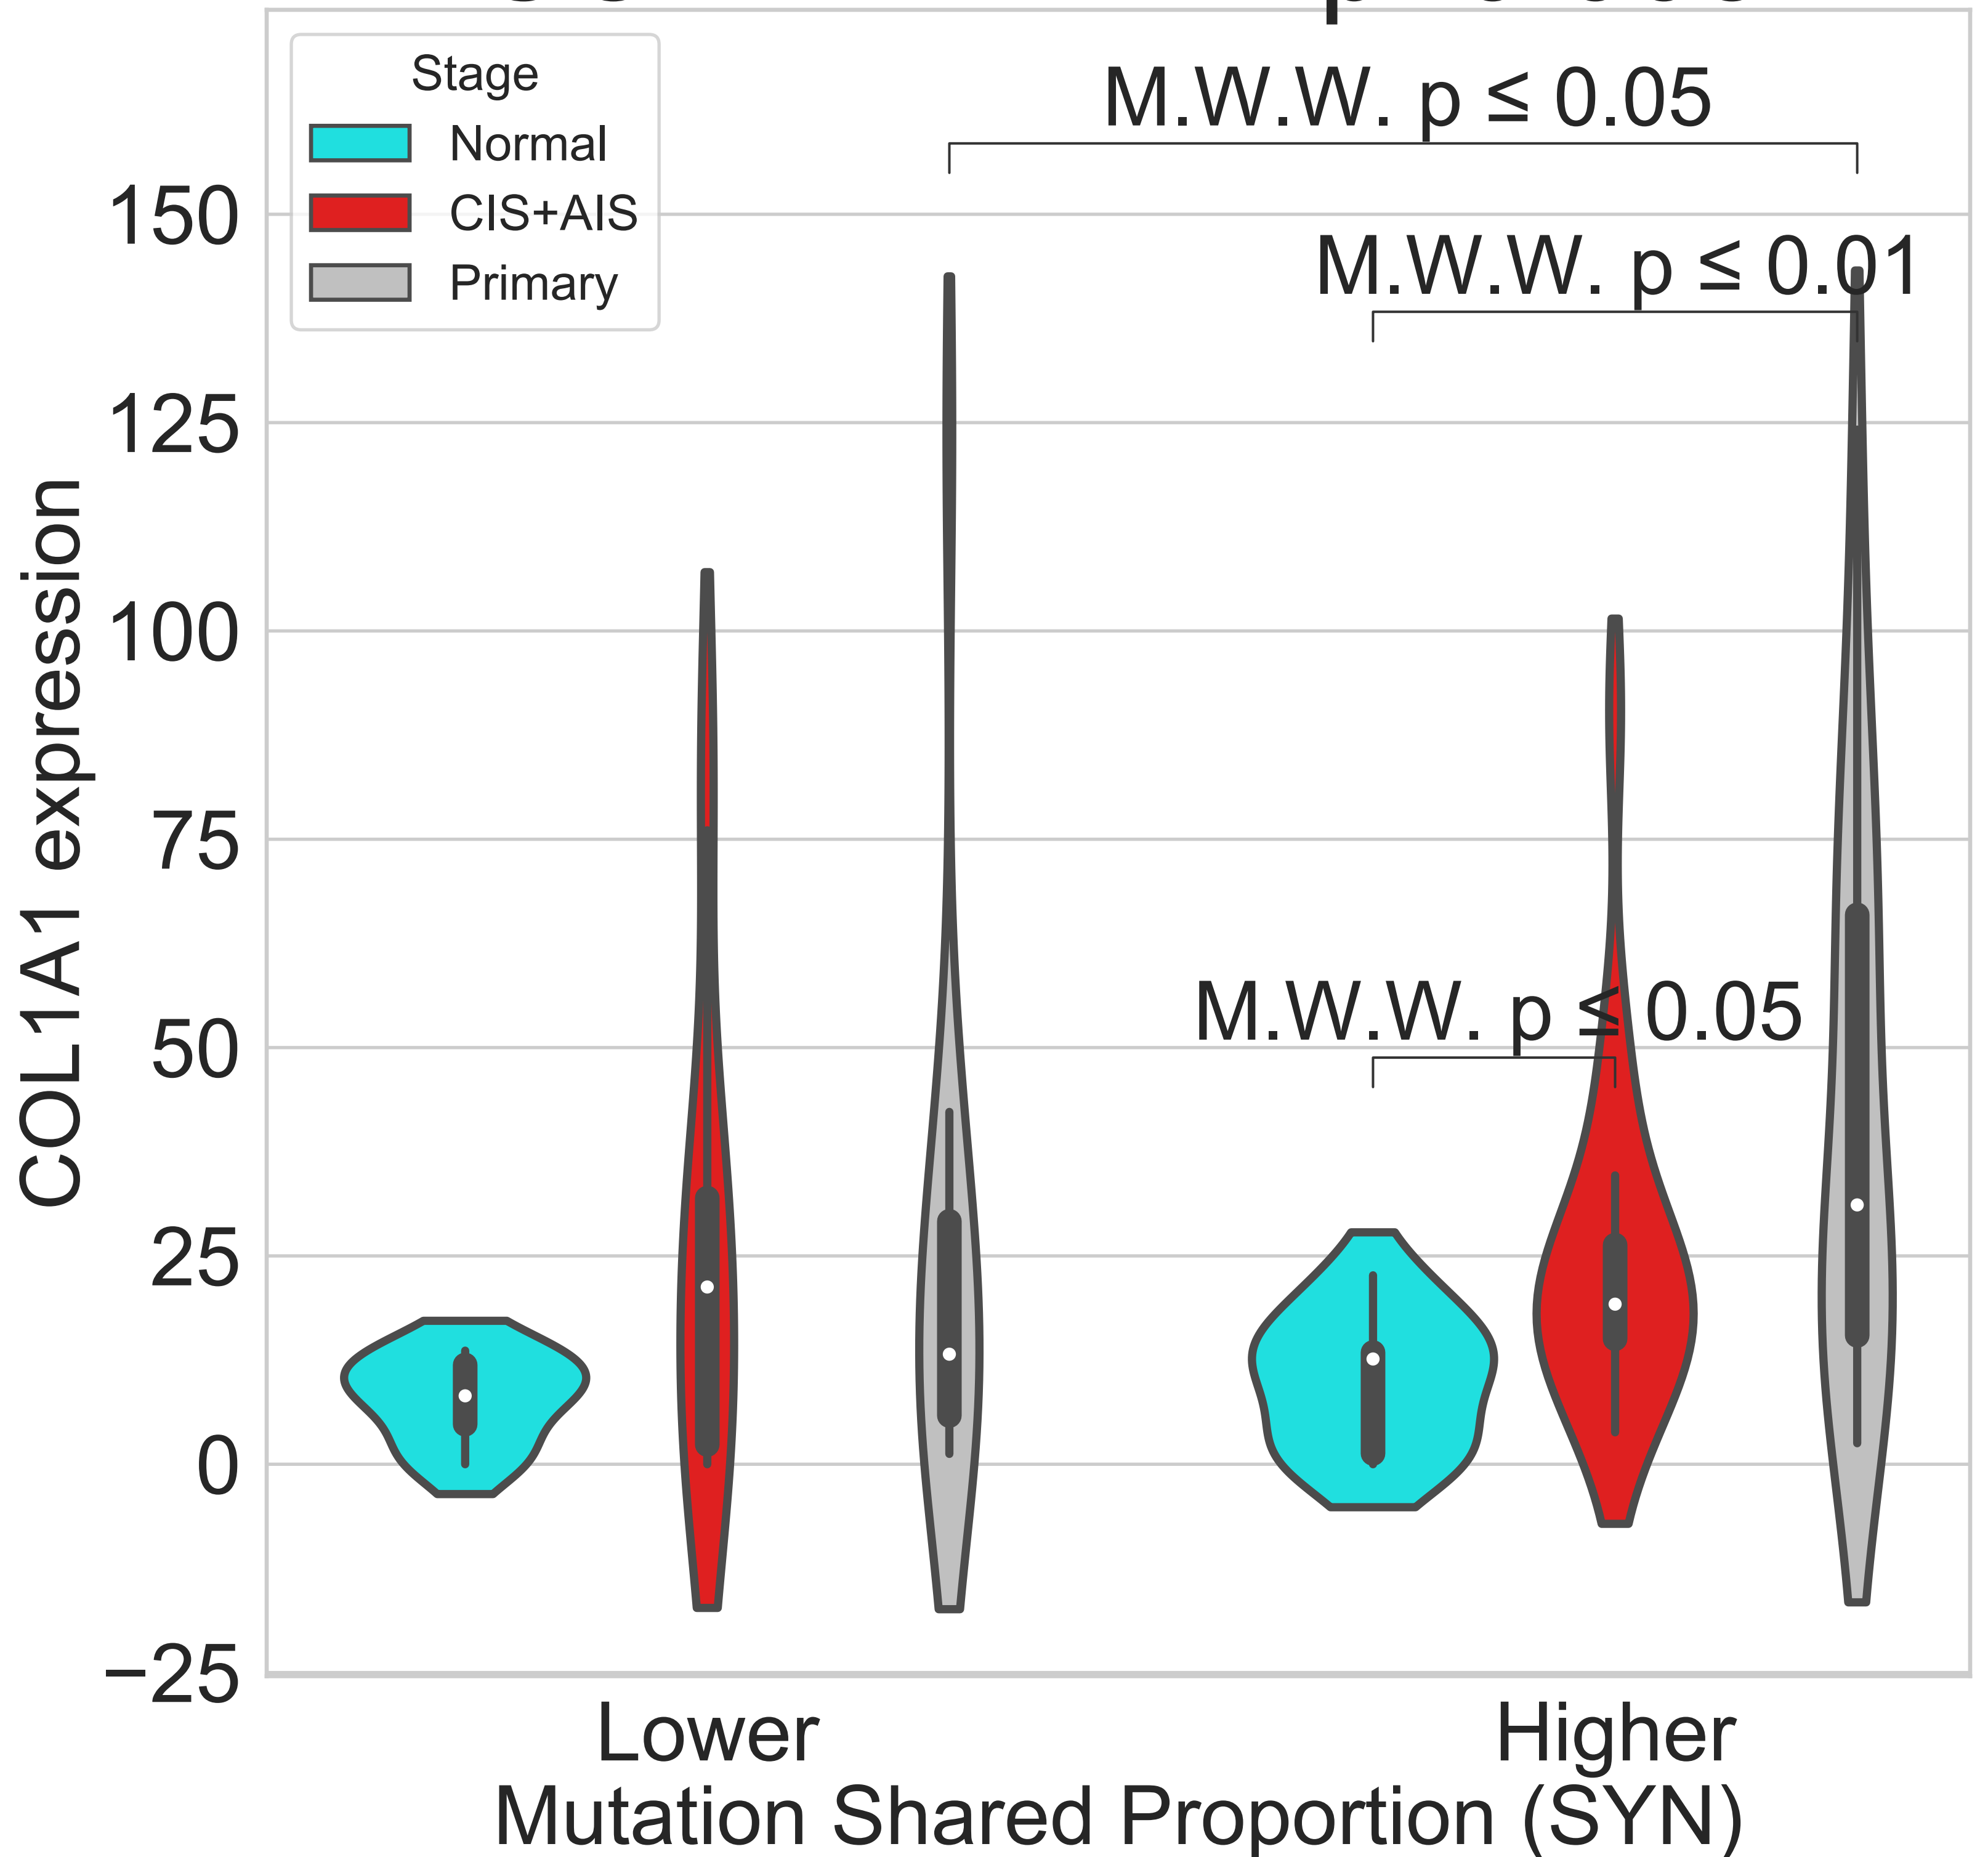 Stage
Normal
CIS+AIS
Primary
M.W.W. p ≤ 0.05
M.W.W. p ≤ 0.01
M.W.W. p ≤ 0.05
COL1A1 expression
150
125
100
75
50
25
0
−25
Lower
Higher
Mutation Shared Proportion (SYN)